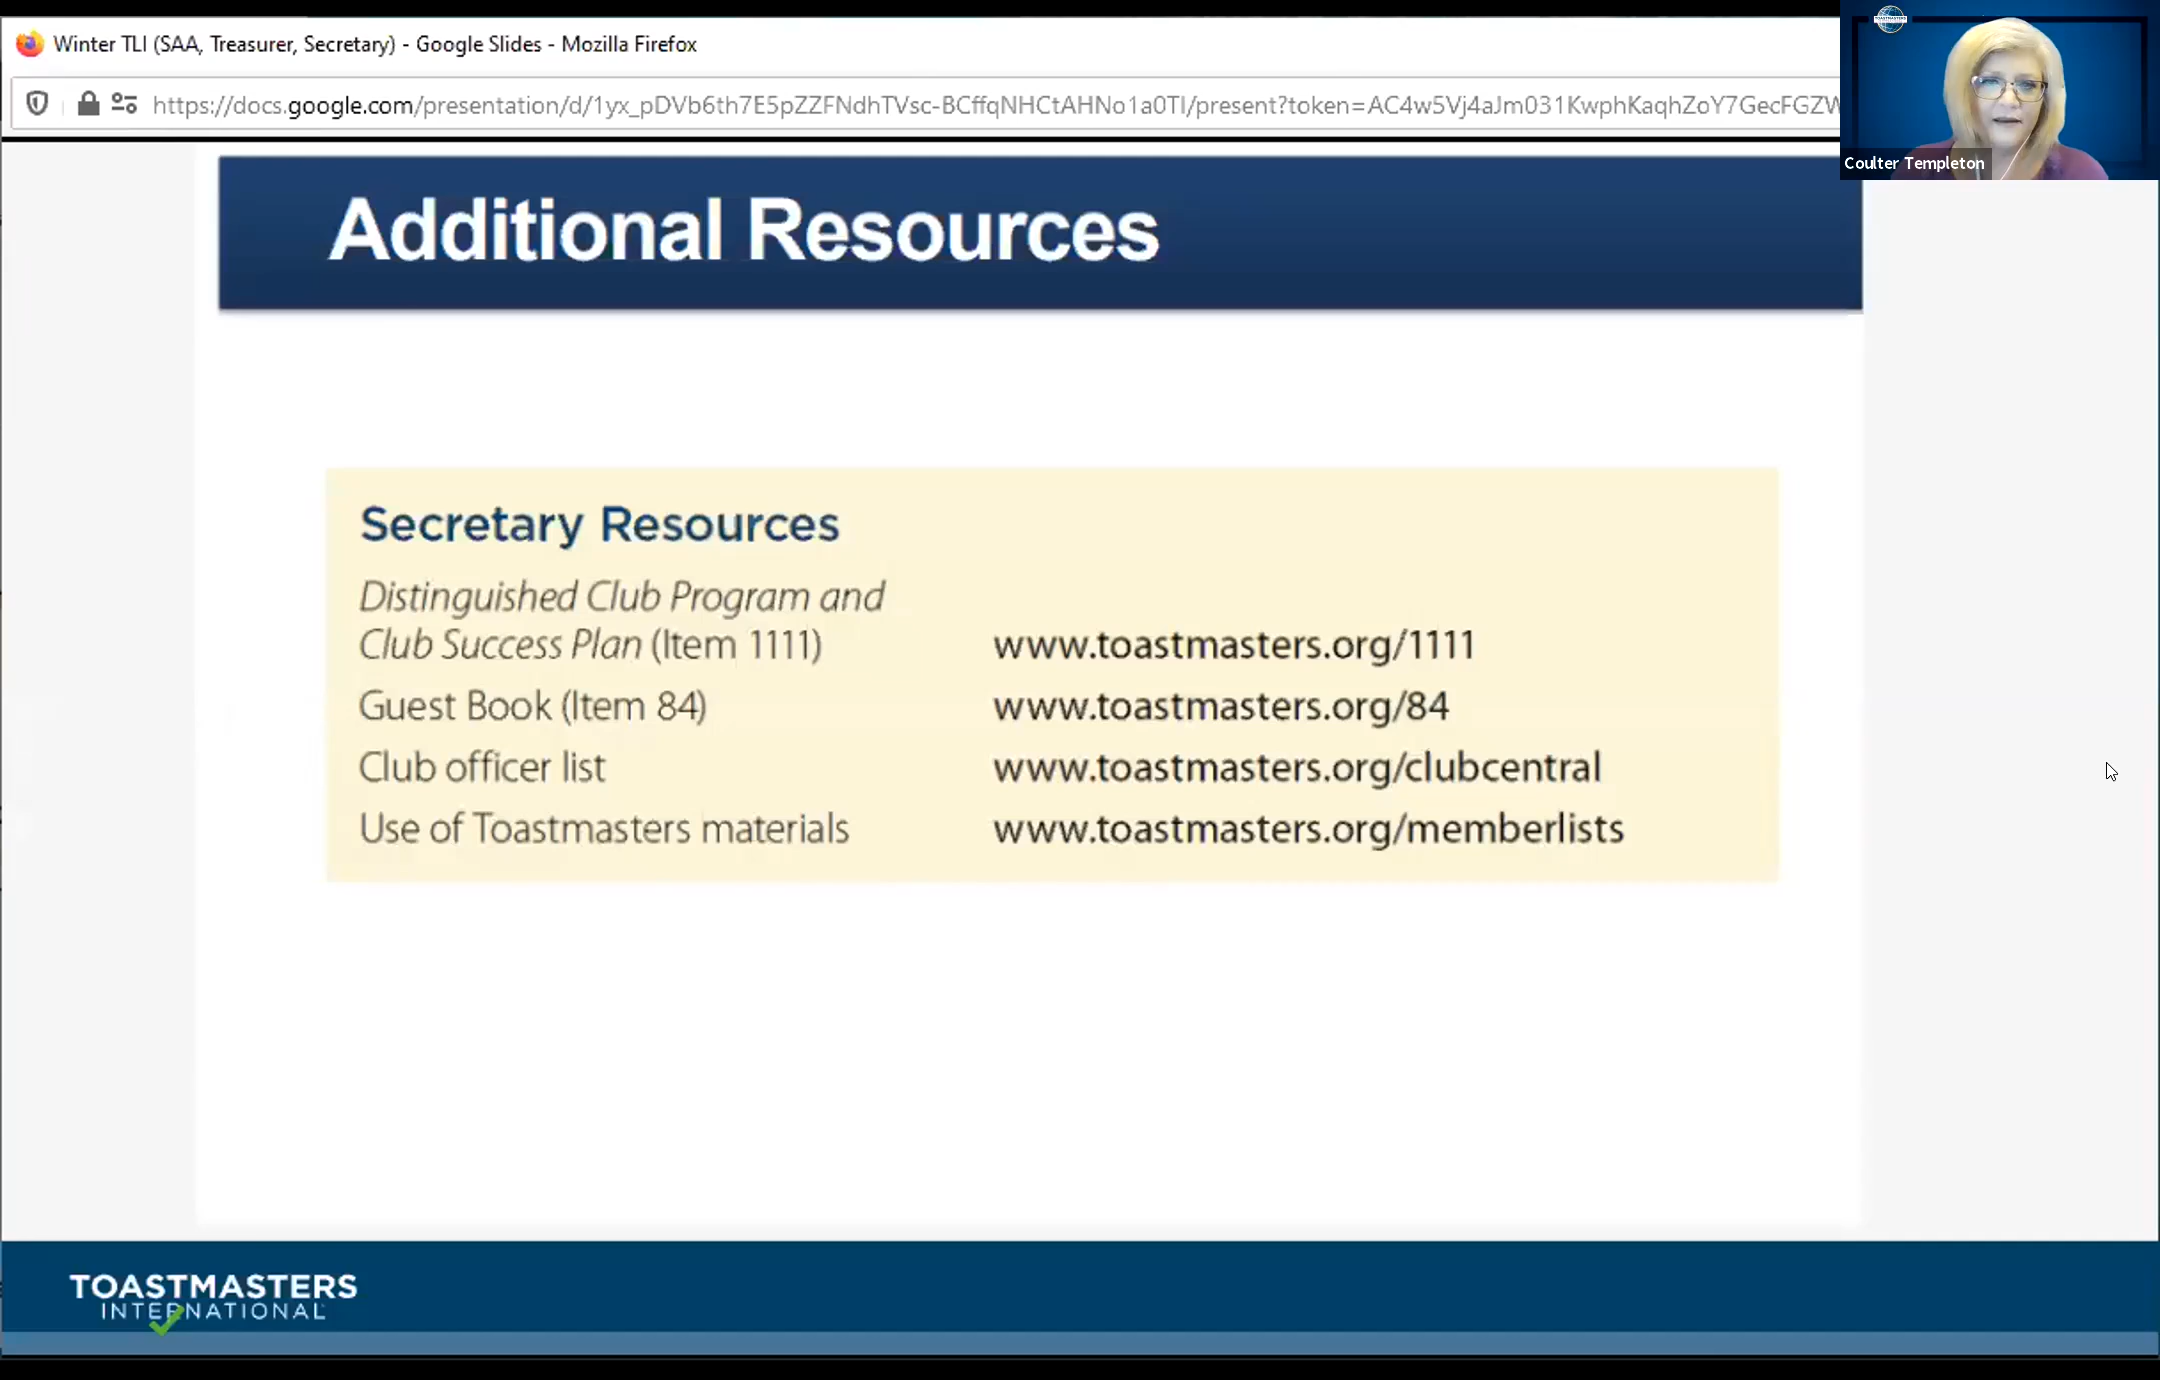 Winter TLI (SAA, Treasurer, Secretary) - Google Slides - Mozilla Firefox
https://docs.google.com/presentation/d/1yx_pDVb6th7E5pZZFNdhTVsc-BCffqNHCtAHNo1a0TI/present?token=AC4w5Vj4aJm031KwphKaqhZoY7GecFGZW
Coulter Templeton
Additional Resources
Secretary Resources
Distinguished Club Program and
Club Success Plan (Item 1111) www.toastmasters.org/1111
Guest Book (Item 84) www.toastmasters.org/84
Club officer list www.toastmasters.org/clubcentral
Use of Toastmasters materials www.toastmasters.org/memberlists
TOASTMASTERS
INTERNATIONAL